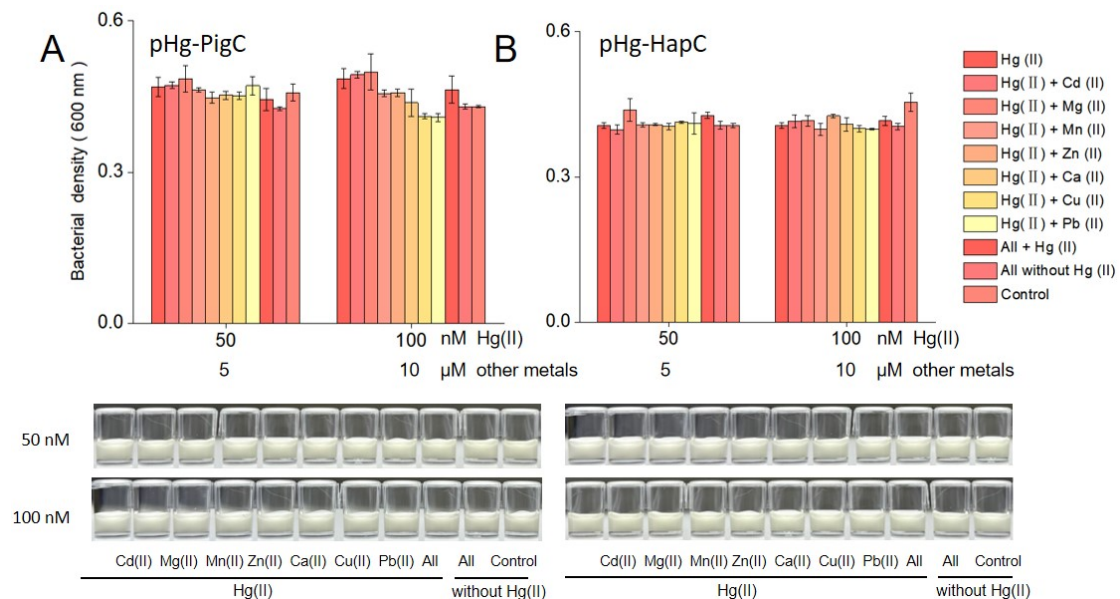 A
pHg-PigC
Bacterial density ( 600 nm )
0.6
0.3
0.0
50
100
nM Hg(II)
5
10
µM other metals
B
pHg-HapC
0.6
0.3
0.0
50
100
nM Hg(II)
5
10
µM other metals
Hg (II)
Hg(Ⅱ) + Cd (II)
Hg(Ⅱ) + Mg (II)
Hg(Ⅱ) + Mn (II)
Hg(Ⅱ) + Zn (II)
Hg(Ⅱ) + Ca (II)
Hg(Ⅱ) + Cu (II)
Hg(Ⅱ) + Pb (II)
All + Hg (II)
All without Hg (II)
Control
50 nM
100 nM
Cd(II) Mg(II) Mn(II) Zn(II) Ca(II) Cu(II) Pb(II) All All Control
Hg(II) without Hg(II)
Cd(II) Mg(II) Mn(II) Zn(II) Ca(II) Cu(II) Pb(II) All All Control
Hg(II) without Hg(II)